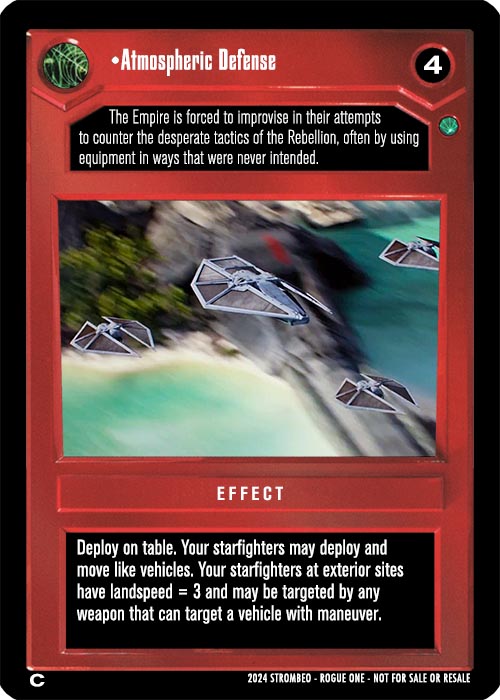 •Atmospheric Defense
4
The Empire is forced to improvise in their attempts
to counter the desperate tactics of the Rebellion, often by using
equipment in ways that were never intended.
EFFECT
Deploy on table. Your starfighters may deploy and
move like vehicles. Your starfighters at exterior sites
have landspeed = 3 and may be targeted by any
weapon that can target a vehicle with maneuver.
C
2024 STROMBEO - ROGUE ONE - NOT FOR SALE OR RESALE